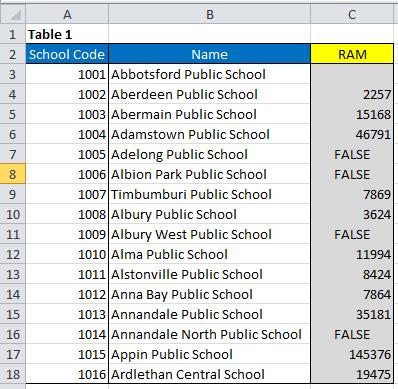 A B C
1 Table 1
2 School Code Name RAM
3 1001 Abbotsford Public School
4 1002 Aberdeen Public School 2257
5 1003 Abermain Public School 15168
6 1004 Adamstown Public School 46791
7 1005 Adelong Public School FALSE
8 1006 Albion Park Public School FALSE
9 1007 Timbumburi Public School 7869
10 1008 Albury Public School 3624
11 1009 Albury West Public School FALSE
12 1010 Alma Public School 11994
13 1011 Alstonville Public School 8424
14 1012 Anna Bay Public School 7864
15 1013 Annandale Public School 35181
16 1014 Annandale North Public School FALSE
17 1015 Appin Public School 145376
18 1016 Ardlethan Central School 19475